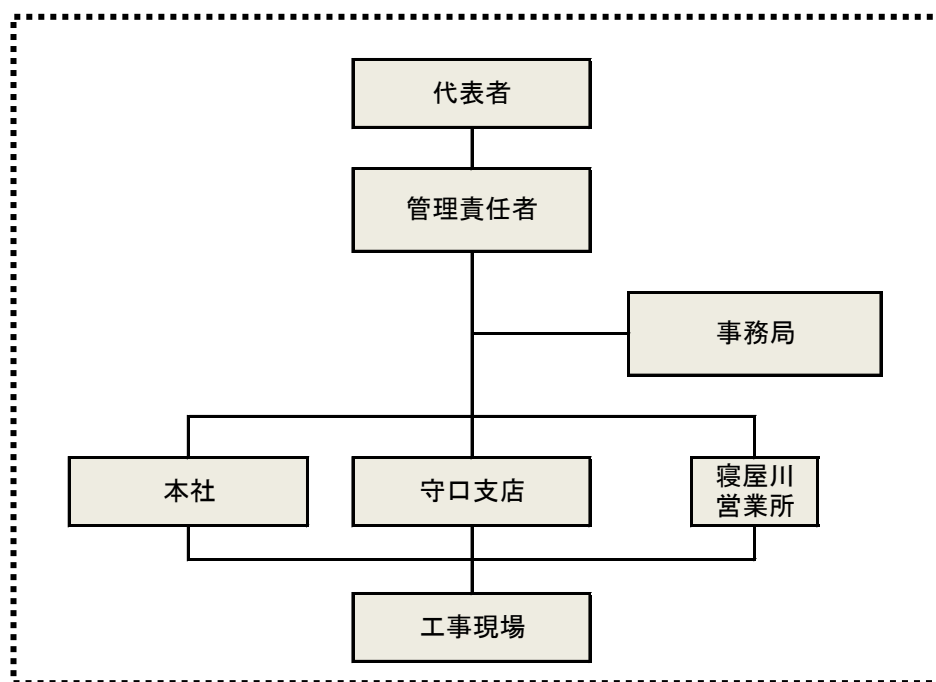 代表者
管理責任者
事務局
本社
守口支店
寝屋川
営業所
工事現場